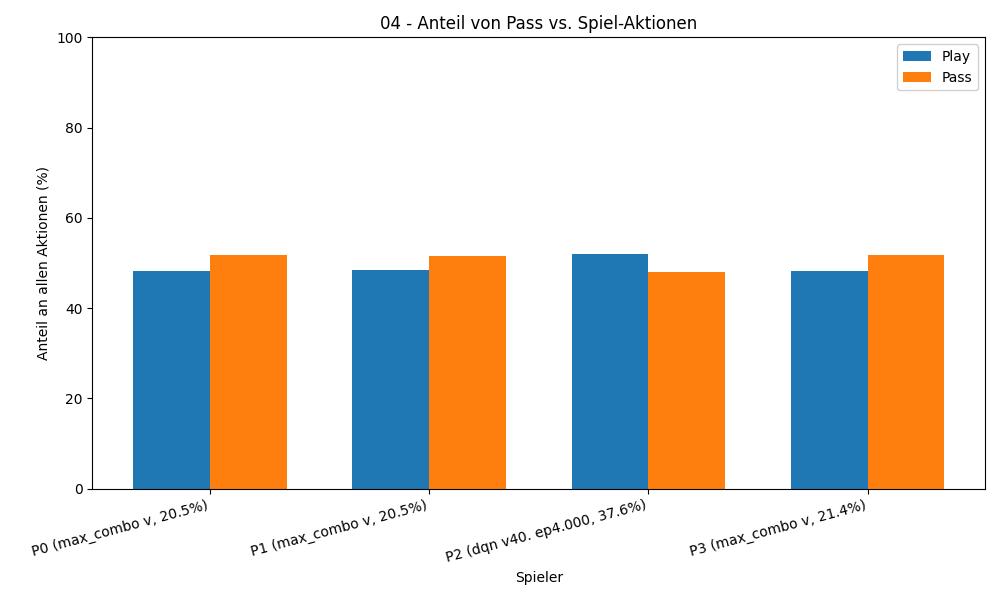 04 - Anteil von Pass vs. Spiel-Aktionen
Play
Pass
Anteil an allen Aktionen (%)
100
80
60
40
20
0
P0 (max_combo v, 20.5%)
P1 (max_combo v, 20.5%)
P2 (dqn v40. ep4.000, 37.6%)
P3 (max_combo v, 21.4%)
Spieler